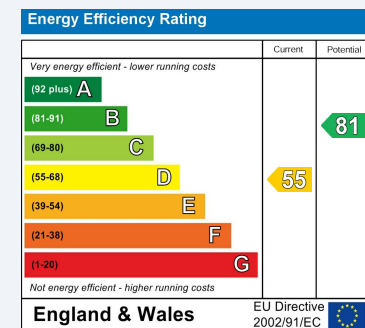 Energy Efficiency Rating
Current Potential
Very energy efficient - lower running costs
(92 plus) A
(81-91) B
81
(69-80) C
(55-68) D
55
(39-54) E
(21-38) F
(1-20) G
Not energy efficient - higher running costs
England & Wales
EU Directive
2002/91/EC